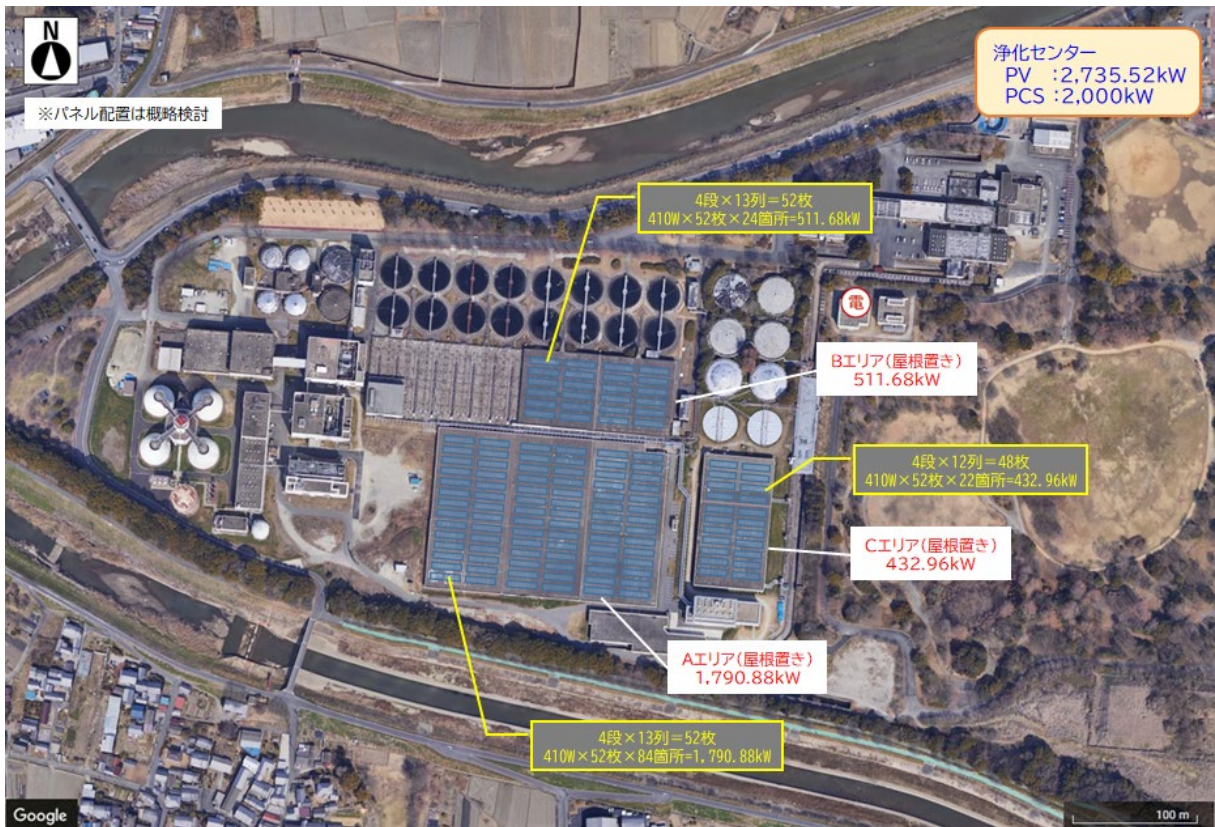 N
※パネル配置は概略検討
浄化センター
PV :2,735.52kW
PCS :2,000kW
4段×13列=52枚
410W×52枚×24箇所=511.68kW
電
Bエリア(屋根置き)
511.68kW
4段×12列=48枚
410W×52枚×22箇所=432.96kW
Cエリア(屋根置き)
432.96kW
Aエリア(屋根置き)
1,790.88kW
4段×13列=52枚
410W×52枚×84箇所=1,790.88kW
Google
100 m